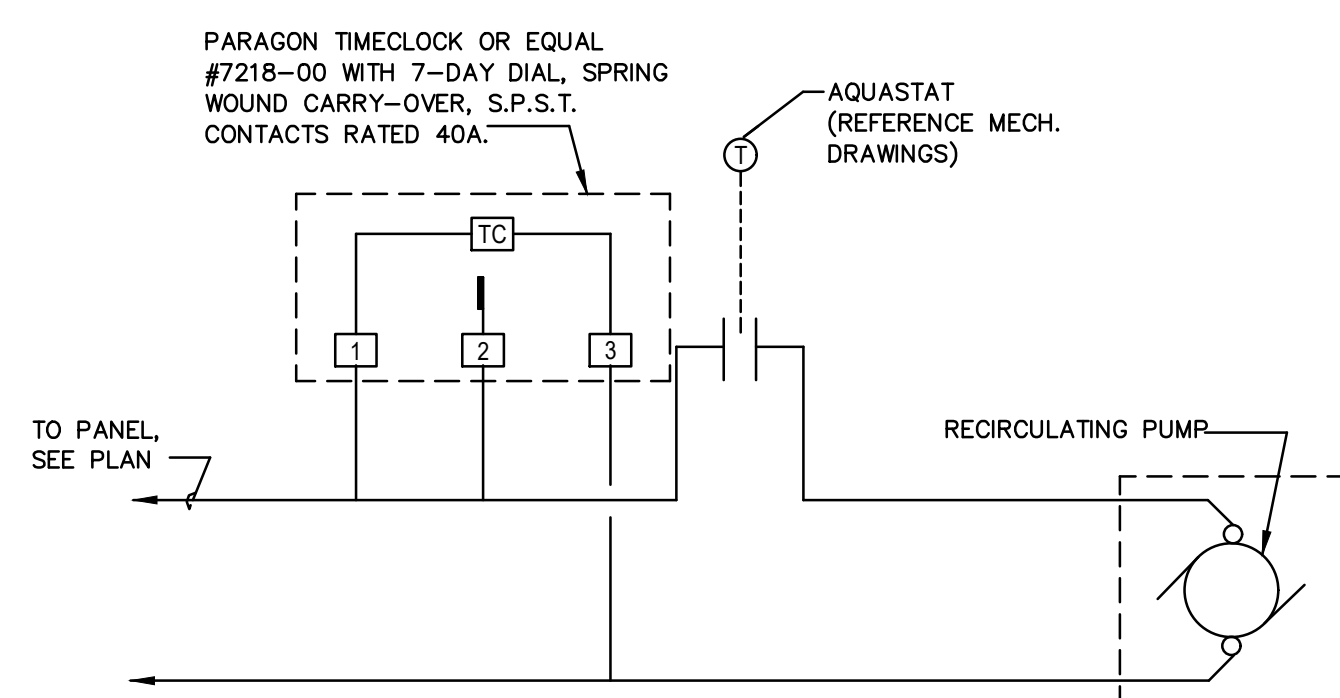 PARAGON TIMECLOCK OR EQUAL
#7218-00 WITH 7-DAY DIAL, SPRING
WOUND CARRY-OVER, S.P.S.T.
CONTACTS RATED 40A.
AQUASTAT
(REFERENCE MECH.
DRAWINGS)
T
TC
1
2
3
TO PANEL,
SEE PLAN
RECIRCULATING PUMP